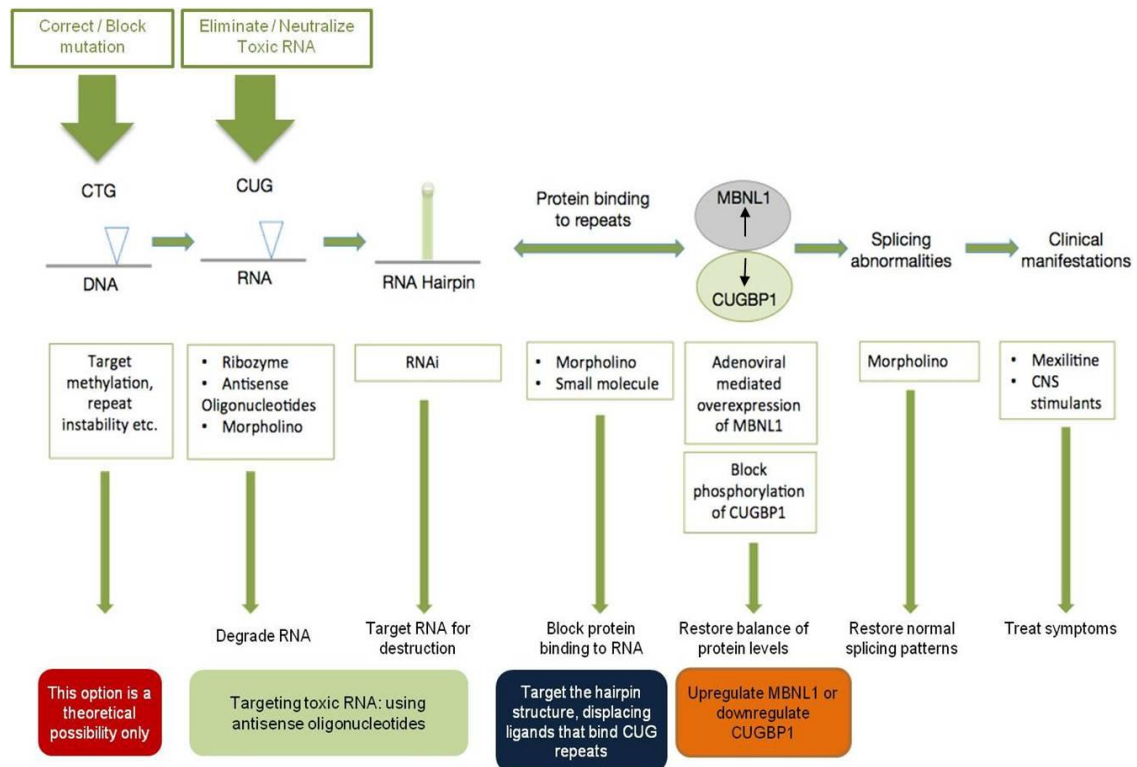 Correct / Block
mutation
Eliminate / Neutralize
Toxic RNA
CTG
CUG
DNA
RNA
RNA Hairpin
Protein binding
to repeats
MBNL1
CUGBP1
Splicing
abnormalities
Clinical
manifestations
Target
methylation,
repeat
instability etc.
• Ribozyme
• Antisense
Oligonucleotides
• Morpholino
RNAi
• Morpholino
• Small molecule
Adenoviral
mediated
overexpression
of MBNL1
Block
phosphorylation
of CUGBP1
Morpholino
• Mexilitine
• CNS
stimulants
Degrade RNA
Target RNA for
destruction
Block protein
binding to RNA
Restore balance of
protein levels
Restore normal
splicing patterns
Treat symptoms
This option is a
theoretical
possibility only
Targeting toxic RNA: using
antisense oligonucleotides
Target the hairpin
structure, displacing
ligands that bind CUG
repeats
Upregulate MBNL1 or
downregulate
CUGBP1